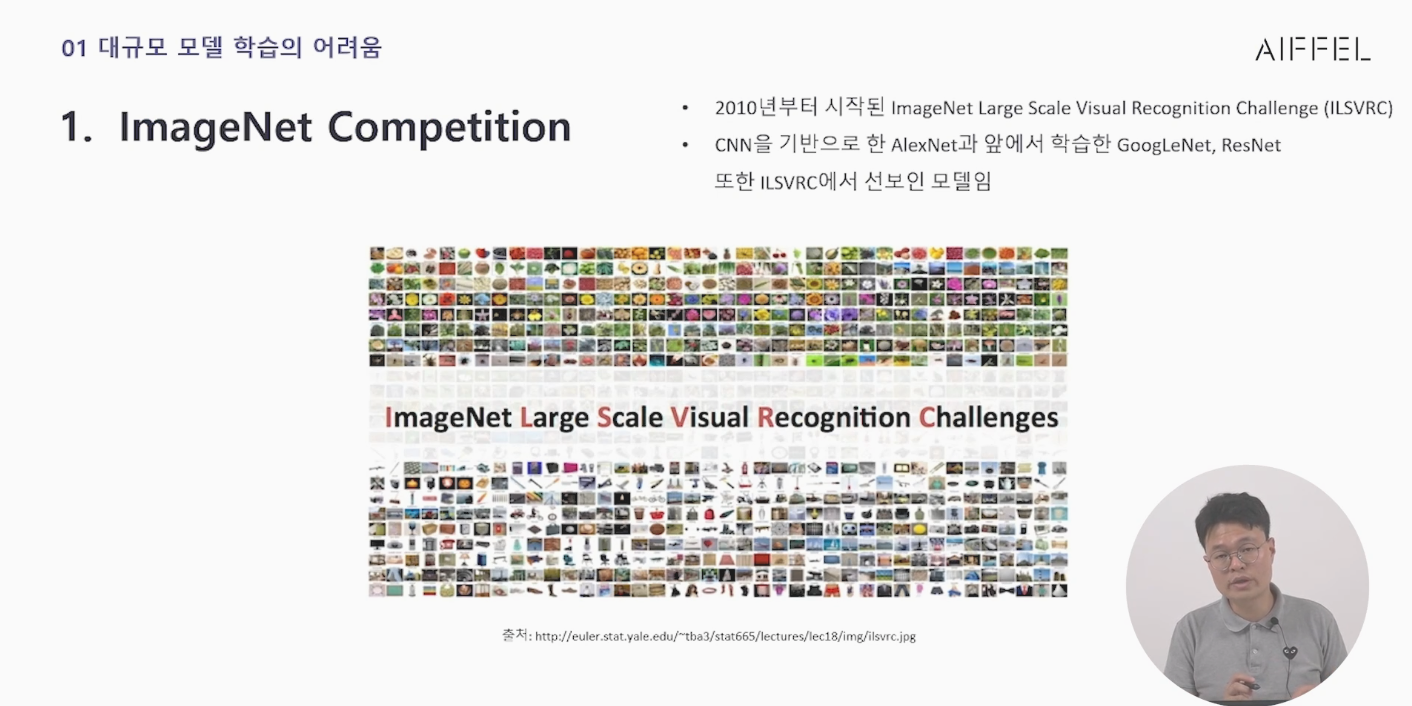 01 대규모 모델 학습의 어려움
AIFFEL
1. ImageNet Competition
• 2010년부터 시작된 ImageNet Large Scale Visual Recognition Challenge (ILSVRC)
• CNN을 기반으로 한 AlexNet과 앞에서 학습한 GoogLeNet, ResNet
또한 ILSVRC에서 선보인 모델임
ImageNet Large Scale Visual Recognition Challenges
출처: http://euler.stat.yale.edu/~tba3/stat665/lectures/lec18/img/ilsvrc.jpg